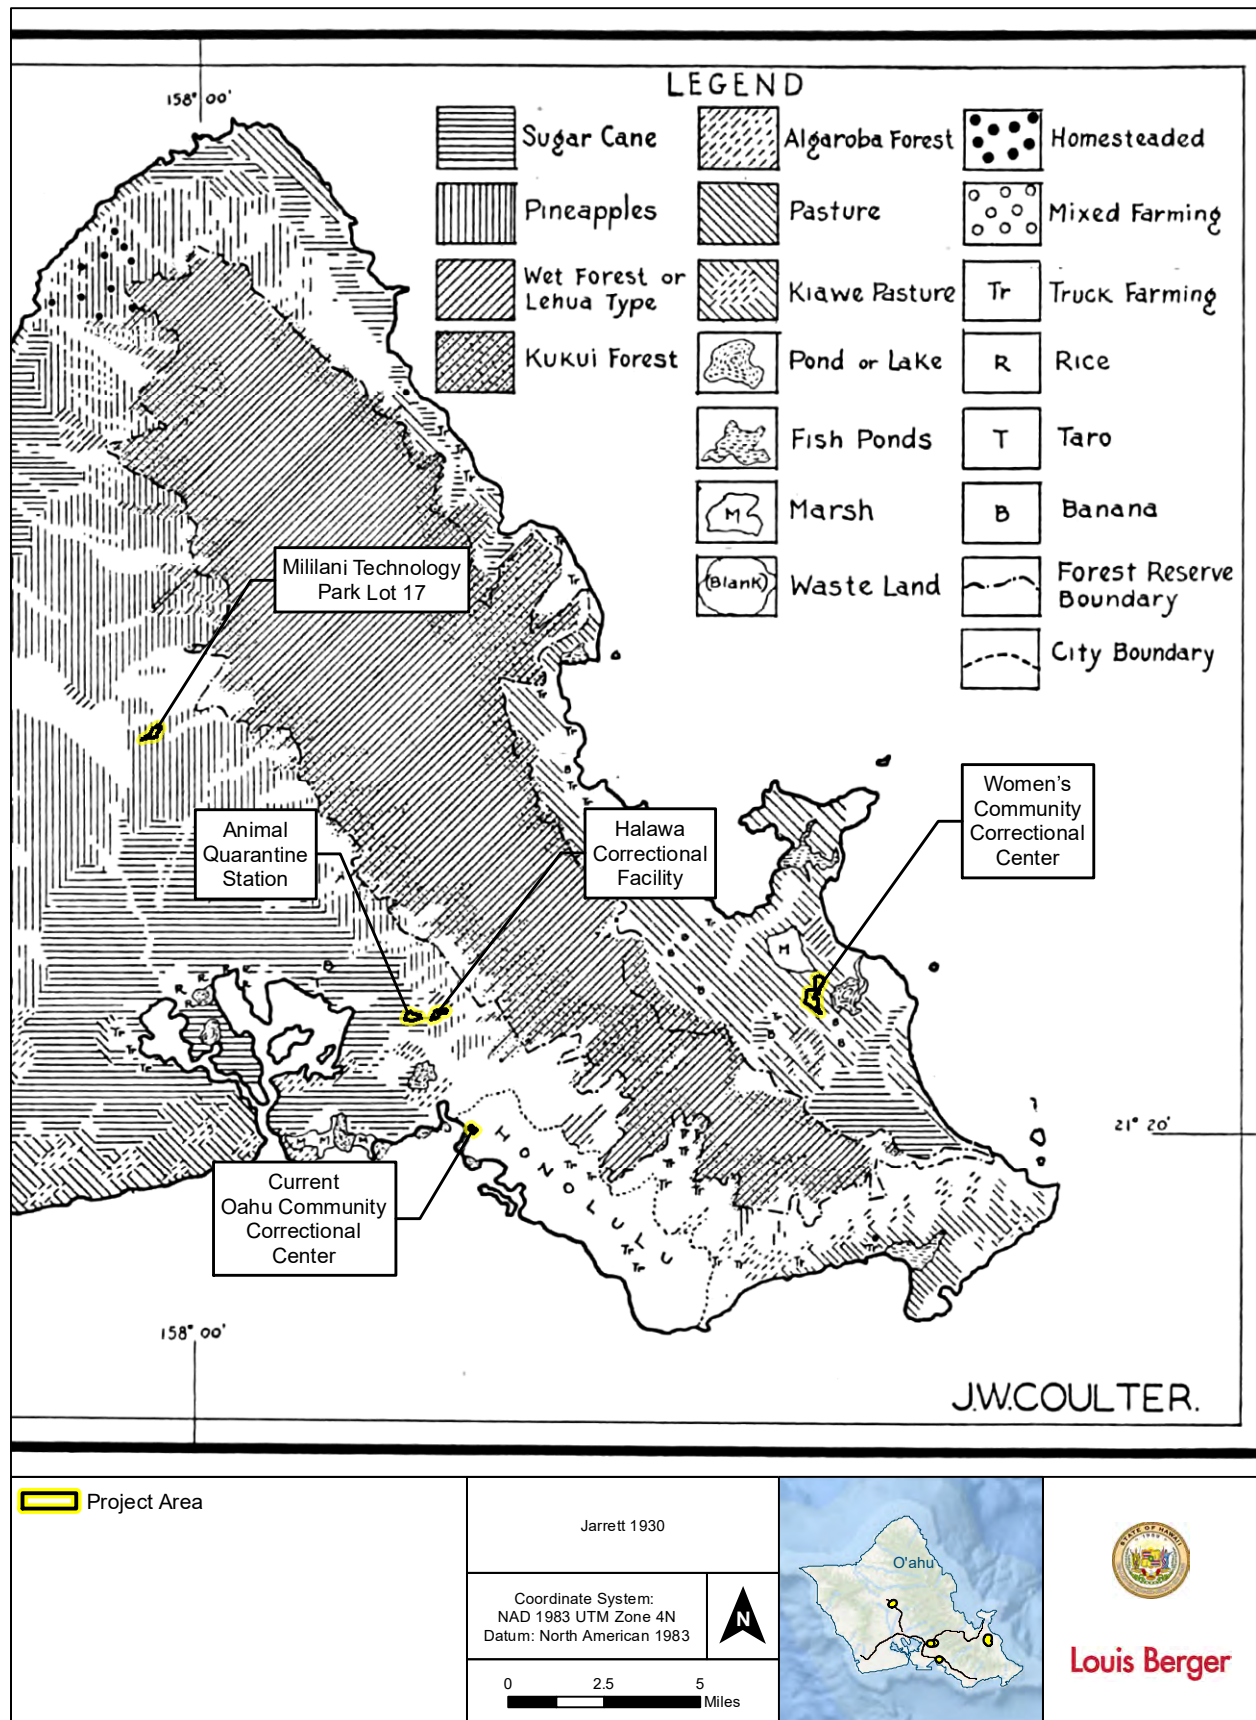 LEGEND
158° 00'
Sugar Cane
Algaroba Forest
Homesteaded
Pineapples
Pasture
Mixed Farming
Wet Forest or
Lehua Type
Kiawe Pasture
Tr
Truck Farming
Kukui Forest
Pond or Lake
R
Rice
Fish Ponds
T
Taro
M
Marsh
B
Banana
(Blank)
Waste Land
Forest Reserve
Boundary
City Boundary
Mililani Technology
Park Lot 17
Animal
Quarantine
Station
Halawa
Correctional
Facility
Women's
Community
Correctional
Center
Current
Oahu Community
Correctional
Center
HONOLULU
21° 20'
158° 00'
J.W.COULTER.
Project Area
Jarrett 1930
Coordinate System:
NAD 1983 UTM Zone 4N
Datum: North American 1983
N
0 2.5 5
Miles
O'ahu
STATE OF HAWAII
1959
Louis Berger